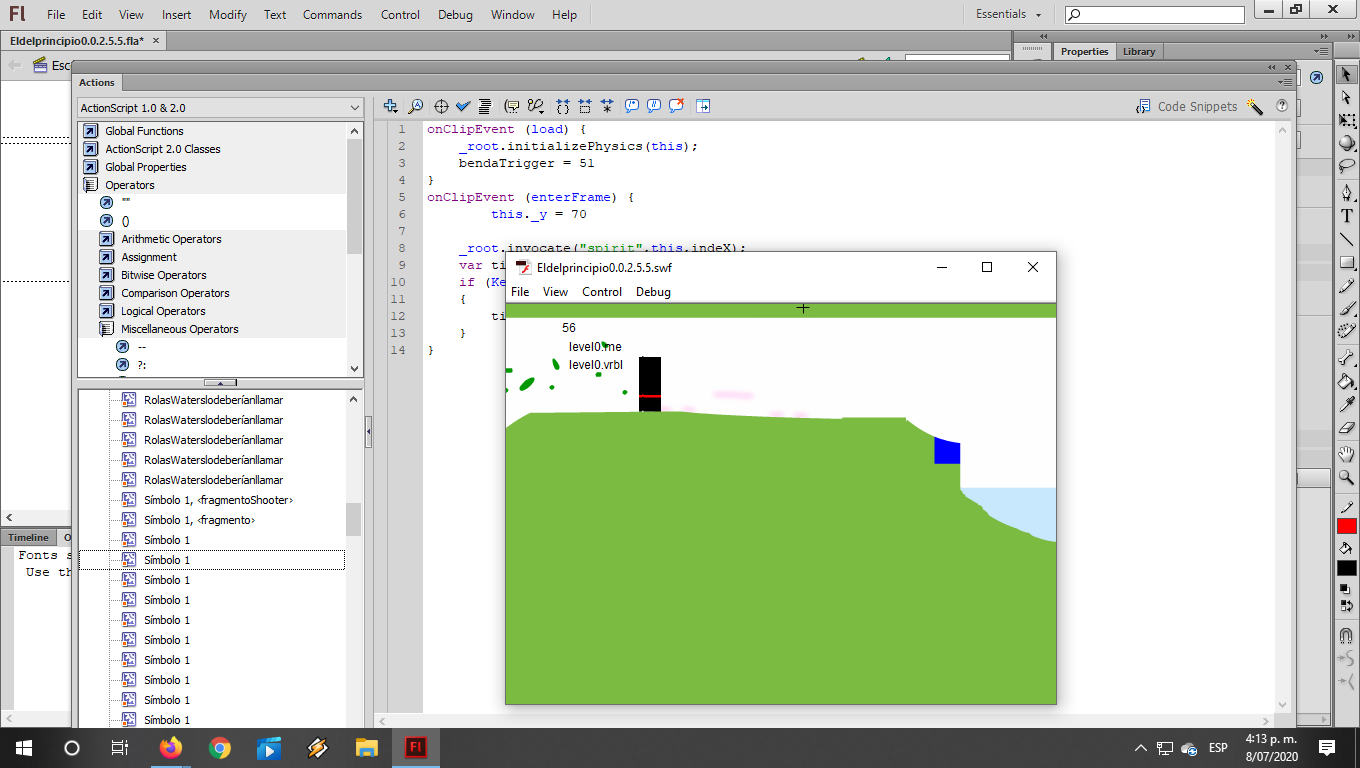 Fl File Edit View Insert Modify Text Commands Control Debug Window Help Essentials
Eldelprincipio0.0.2.5.5.fla*
Properties Library
Esc
Actions
ActionScript 1.0 & 2.0
Code Snippets
Global Functions
ActionScript 2.0 Classes
Global Properties
Operators
""
()
Arithmetic Operators
Assignment
Bitwise Operators
Comparison Operators
Logical Operators
Miscellaneous Operators
--
?:
1 onClipEvent (load) {
2 _root.initializePhysics(this);
3 bendaTrigger = 51
4 }
5 onClipEvent (enterFrame) {
6 this._y = 70
7
8 _root.invocate("spirit",this,indeX);
9 var ti
10 if (Ke
11 {
12 ti
13 }
14 }
Eldelprincipio0.0.2.5.5.swf
File View Control Debug
56
level0.me
level0.vrbl
RolasWaterslodeberíanllamar
RolasWaterslodeberíanllamar
RolasWaterslodeberíanllamar
RolasWaterslodeberíanllamar
RolasWaterslodeberíanllamar
Símbolo 1, <fragmentoShooter>
Símbolo 1, <fragmento>
Símbolo 1
Símbolo 1
Símbolo 1
Símbolo 1
Símbolo 1
Símbolo 1
Símbolo 1
Símbolo 1
Símbolo 1
Símbolo 1
Timeline O
Fonts s
Use th
T
Fl
ESP
4:13 p. m.
8/07/2020